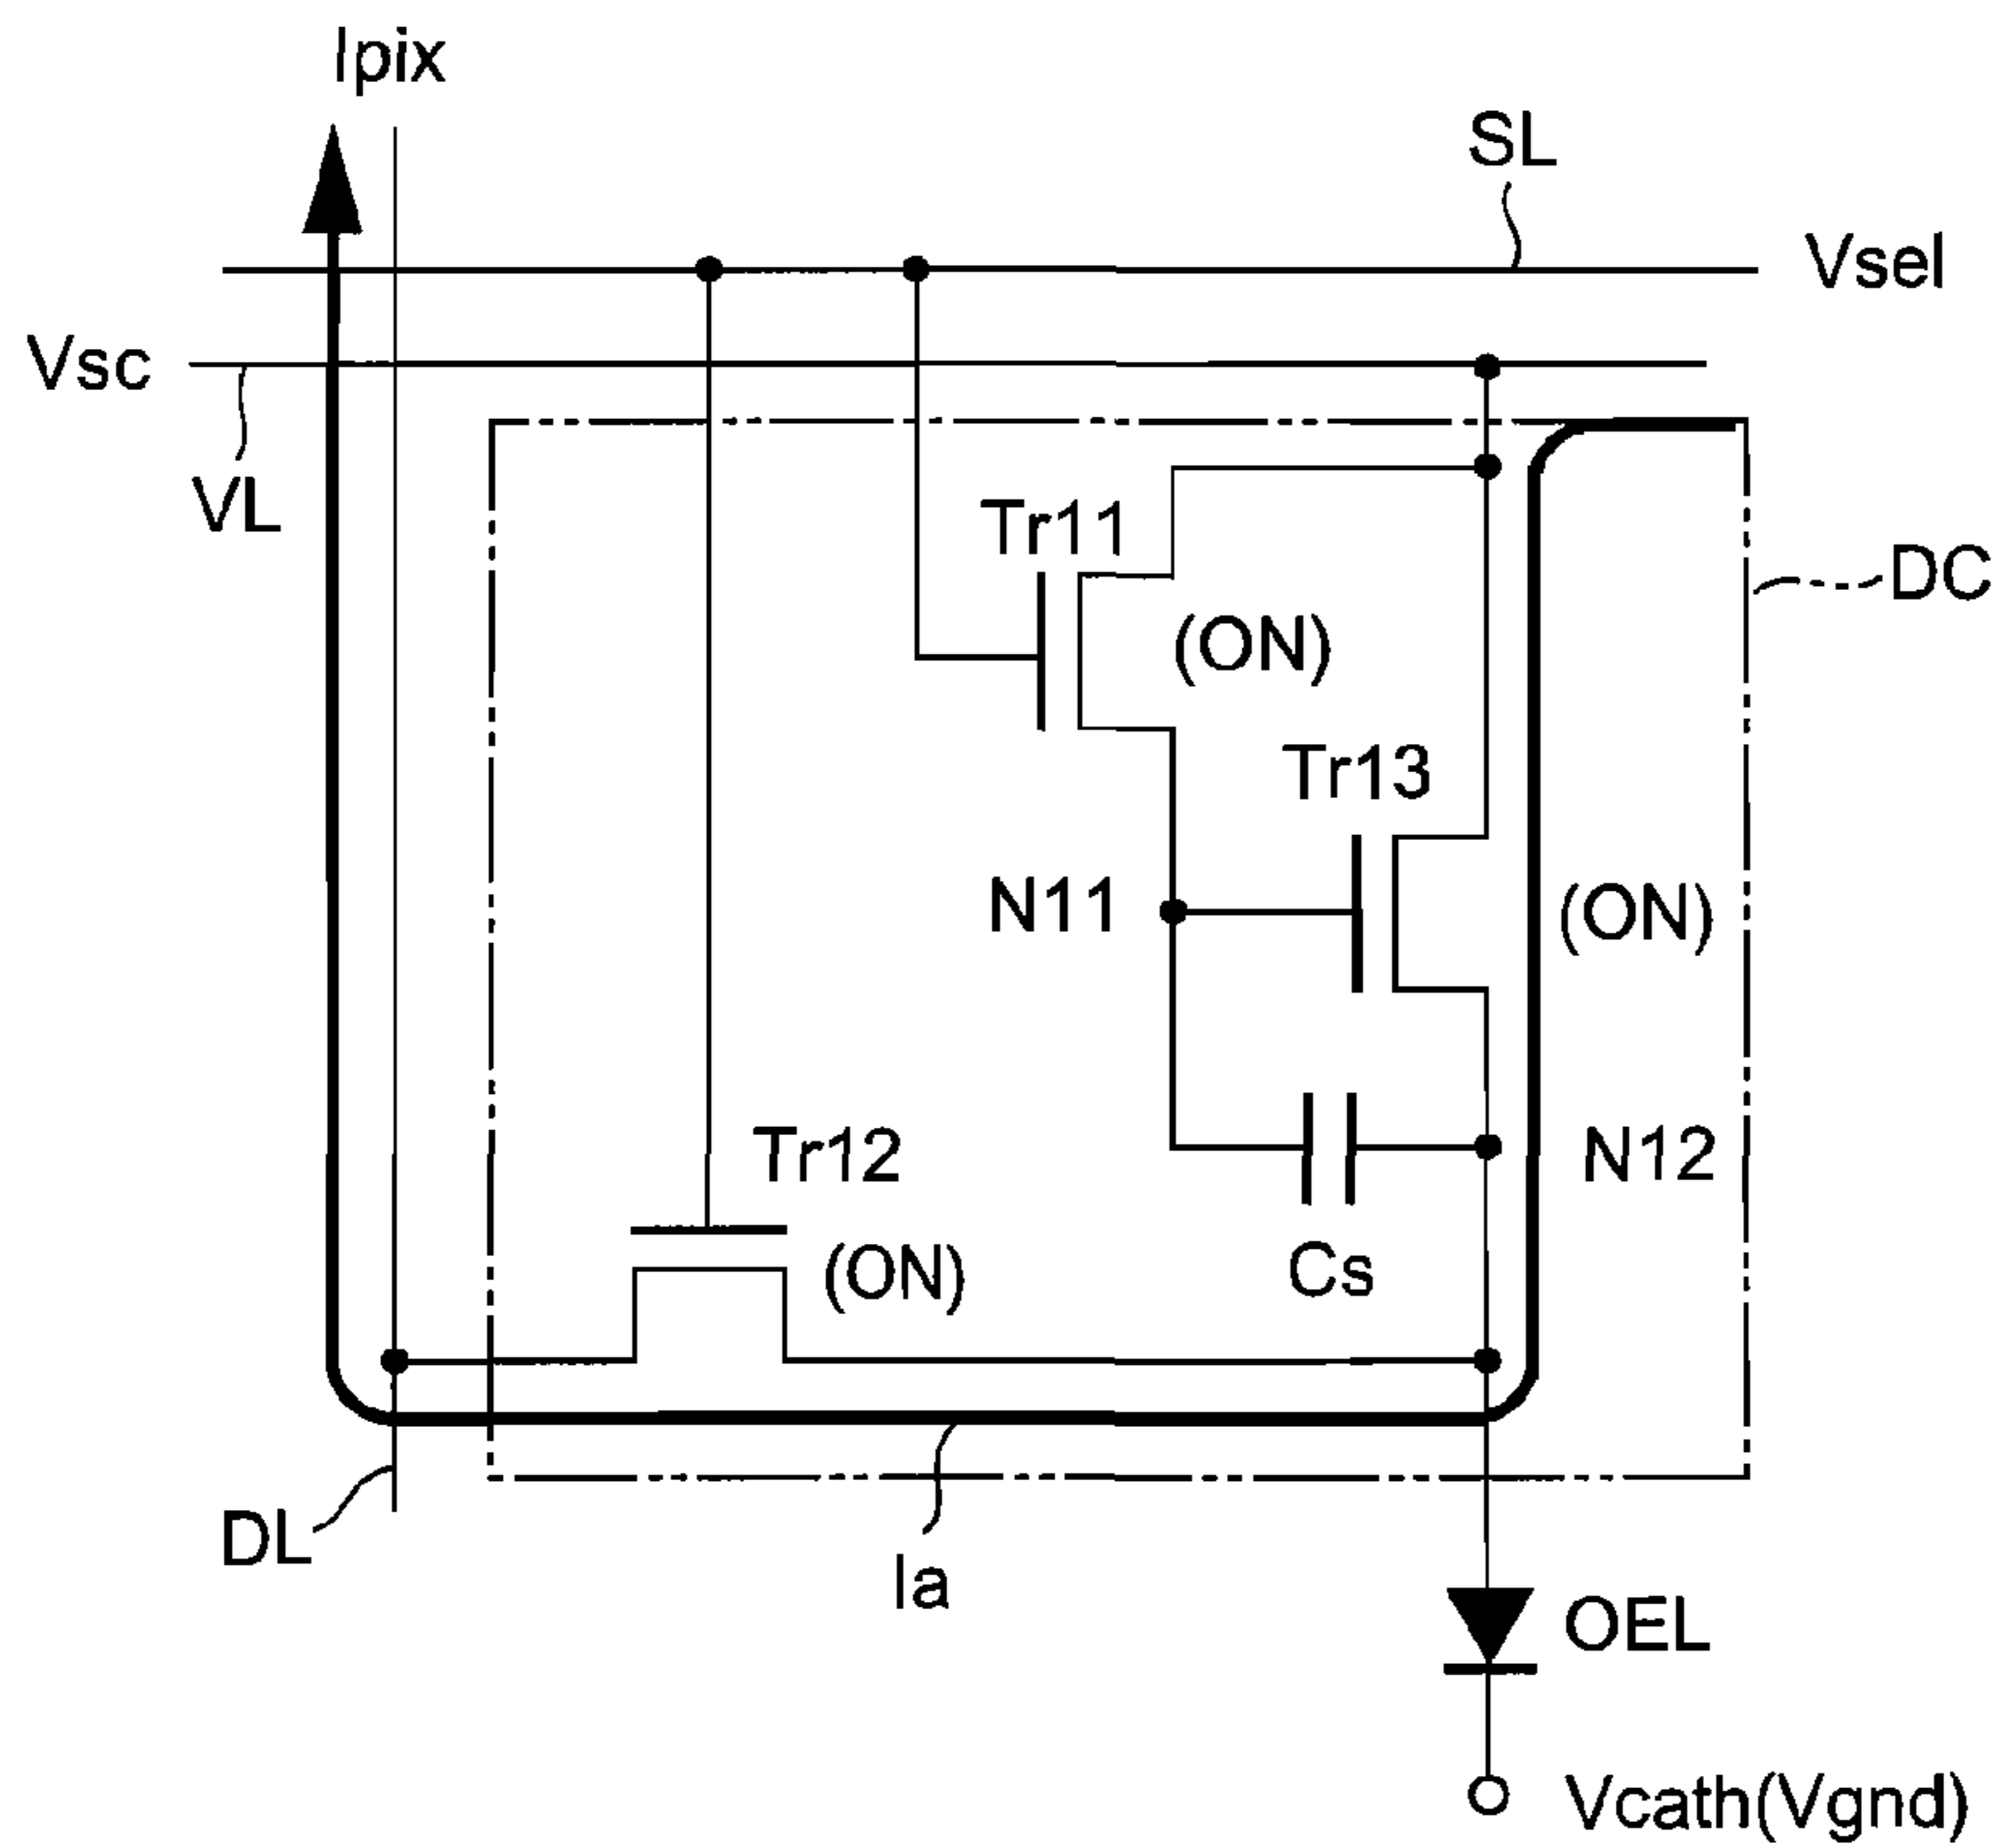 Ipix
SL
Vsel
Vsc
VL
Tr11
DC
(ON)
Tr13
N11
(ON)
Tr12
N12
(ON)
Cs
DL
Ia
OEL
Vcath(Vgnd)